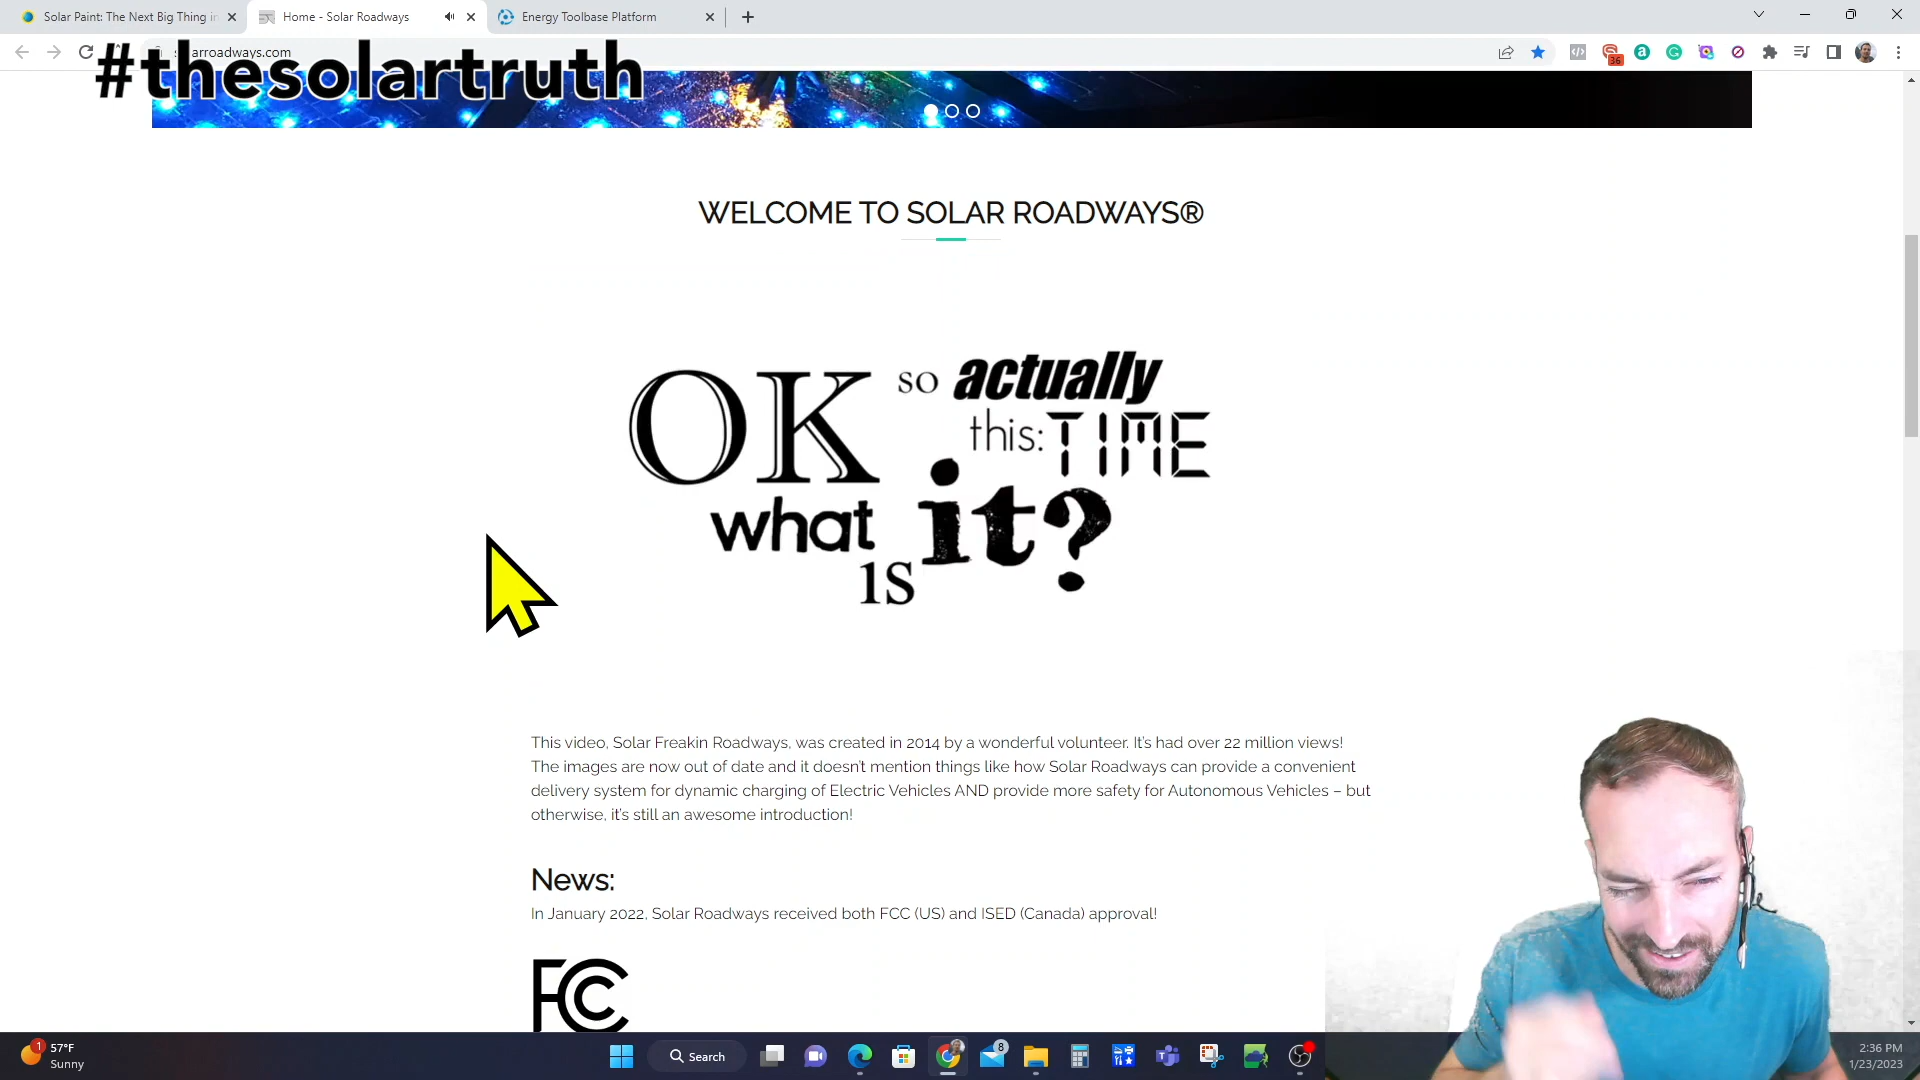 Solar Paint: The Next Big Thing in
Home - Solar Roadways
Energy Toolbase Platform
arroadways.com
#thesolartruth
36
WELCOME TO SOLAR ROADWAYS®
OK so actually
this: TIME
what is it?
This video, Solar Freakin Roadways, was created in 2014 by a wonderful volunteer. It's had over 22 million views!
The images are now out of date and it doesn't mention things like how Solar Roadways can provide a convenient
delivery system for dynamic charging of Electric Vehicles AND provide more safety for Autonomous Vehicles – but
otherwise, it's still an awesome introduction!
News:
In January 2022, Solar Roadways received both FCC (US) and ISED (Canada) approval!
FCC
1
57°F
Sunny
Search
8
2:36 PM
1/23/2023